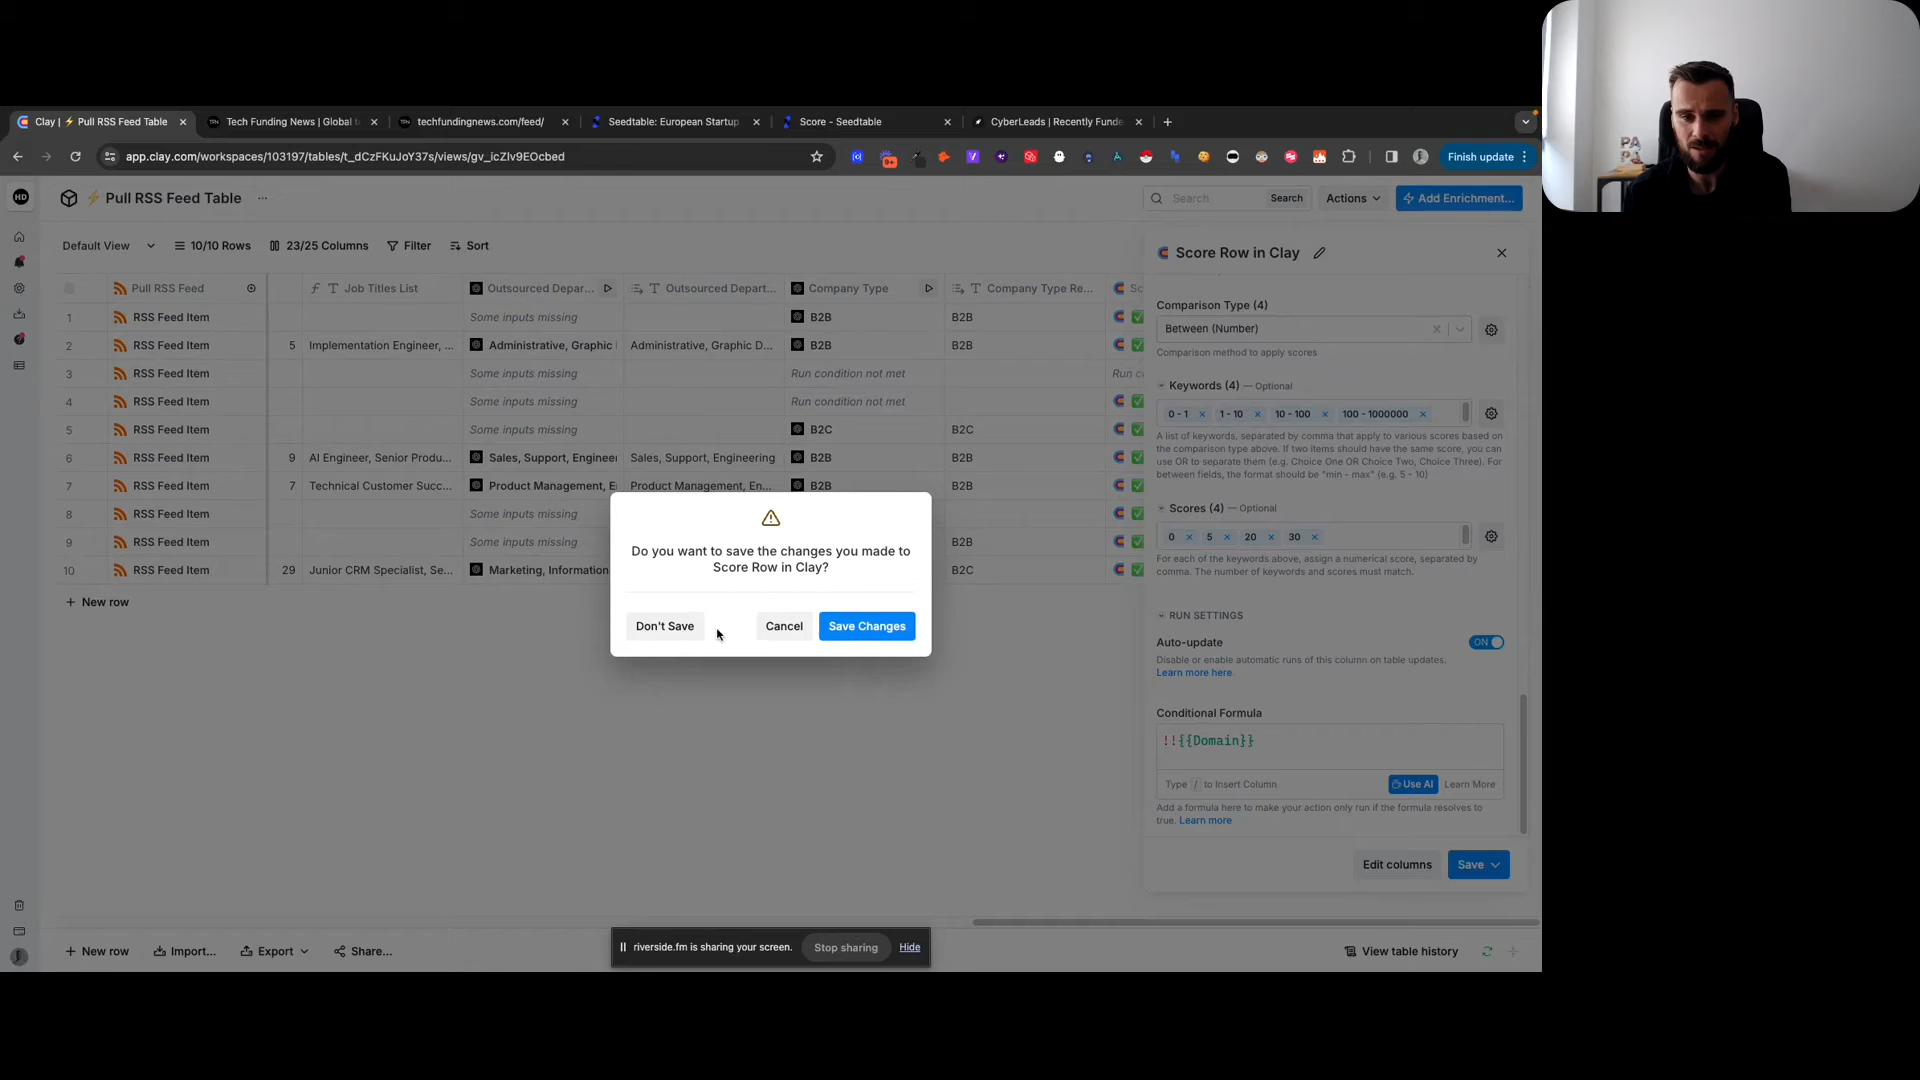 Clay | ⚡ Pull RSS Feed Table
Tech Funding News | Global t
techfundingnews.com/feed/
Seedtable: European Startup
Score - Seedtable
CyberLeads | Recently Funde
app.clay.com/workspaces/103197/tables/t_dCzFKuJoY37s/views/gv_icZIv9EOcbed
Finish update
HD
⚡ Pull RSS Feed Table
Search
Search
Actions
Add Enrichment...
Default View
10/10 Rows
23/25 Columns
Filter
Sort
Pull RSS Feed
Job Titles List
Outsourced Depar...
Outsourced Depart...
Company Type
Company Type Re...
1 RSS Feed Item Some inputs missing B2B B2B
2 RSS Feed Item 5 Implementation Engineer, ... Administrative, Graphic Administrative, Graphic D... B2B B2B
3 RSS Feed Item Some inputs missing Run condition not met Run c
4 RSS Feed Item Some inputs missing Run condition not met
5 RSS Feed Item Some inputs missing B2C B2C
6 RSS Feed Item 9 AI Engineer, Senior Produ... Sales, Support, Engineer Sales, Support, Engineering B2B B2B
7 RSS Feed Item 7 Technical Customer Succ... Product Management, E Product Management, En... B2B B2B
8 RSS Feed Item Some inputs missing
9 RSS Feed Item Some inputs missing B2B
10 RSS Feed Item 29 Junior CRM Specialist, Se... Marketing, Information B2C
+ New row
Do you want to save the changes you made to
Score Row in Clay?
Don't Save
Cancel
Save Changes
Score Row in Clay
Comparison Type (4)
Between (Number)
Comparison method to apply scores
Keywords (4) — Optional
0 - 1 × 1 - 10 × 10 - 100 × 100 - 1000000 ×
A list of keywords, separated by comma that apply to various scores based on
the comparison type above. If two items should have the same score, you can
use OR to separate them (e.g. Choice One OR Choice Two, Choice Three). For
between fields, the format should be "min - max" (e.g. 5 - 10)
Scores (4) — Optional
0 × 5 × 20 × 30 ×
For each of the keywords above, assign a numerical score, separated by
comma. The number of keywords and scores must match.
RUN SETTINGS
Auto-update
ON
Disable or enable automatic runs of this column on table updates.
Learn more here
Conditional Formula
!!{{Domain}}
Type / to Insert Column
Use AI
Learn More
Add a formula here to make your action only run if the formula resolves to
true. Learn more
Edit columns
Save
+ New row
Import...
Export
Share...
riverside.fm is sharing your screen.
Stop sharing
Hide
View table history